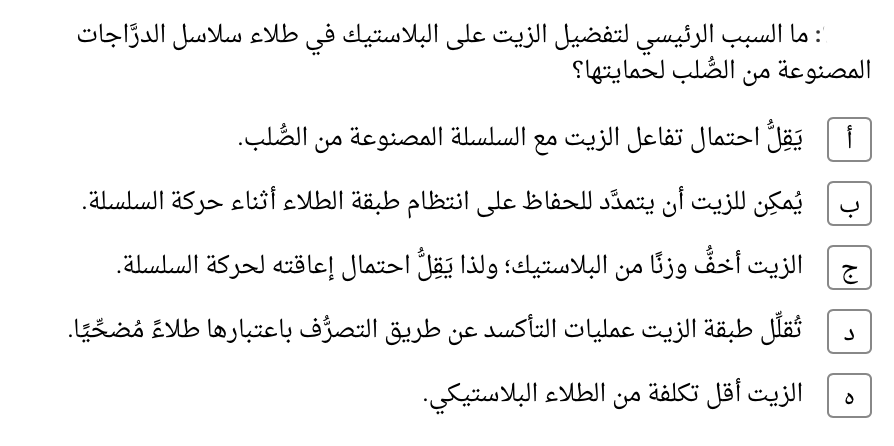 : ما السبب الرئيسي لتفضيل الزيت على البلاستيك في طلاء سلاسل الدرَّاجات
المصنوعة من الصُّلب لحمايتها؟
أ يَقِلُّ احتمال تفاعل الزيت مع السلسلة المصنوعة من الصُّلب.
ب يُمكِن للزيت أن يتمدَّد للحفاظ على انتظام طبقة الطلاء أثناء حركة السلسلة.
ج الزيت أخفُّ وزنًا من البلاستيك؛ ولذا يَقِلُّ احتمال إعاقته لحركة السلسلة.
د تُقلِّل طبقة الزيت عمليات التأكسد عن طريق التصرُّف باعتبارها طلاءً مُضحِّيًا.
ه الزيت أقل تكلفة من الطلاء البلاستيكي.